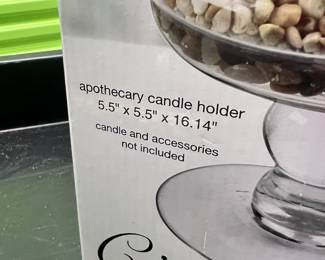 apothecary candle holder
5.5" x 5.5" x 16.14"
candle and accessories
not included